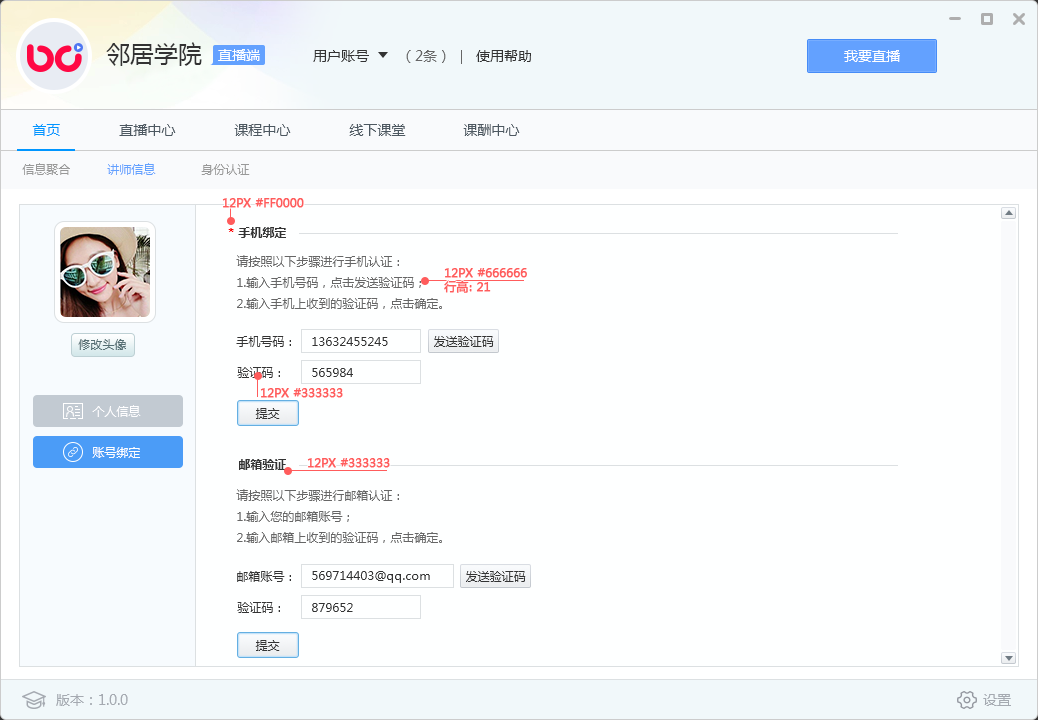 邻居学院 直播端
用户账号 （2条） | 使用帮助
我要直播
首页 直播中心 课程中心 线下课堂 课酬中心
信息聚合 讲师信息 身份认证
12PX #FF0000
* 手机绑定
请按照以下步骤进行手机认证：
1.输入手机号码，点击发送验证码；
12PX #666666
行高: 21
2.输入手机上收到的验证码，点击确定。
修改头像
手机号码： 13632455245 发送验证码
验证码： 565984
12PX #333333
提交
个人信息
账号绑定
邮箱验证
12PX #333333
请按照以下步骤进行邮箱认证：
1.输入您的邮箱账号；
2.输入邮箱上收到的验证码，点击确定。
邮箱账号： 569714403@qq.com 发送验证码
验证码： 879652
提交
版本：1.0.0
设置